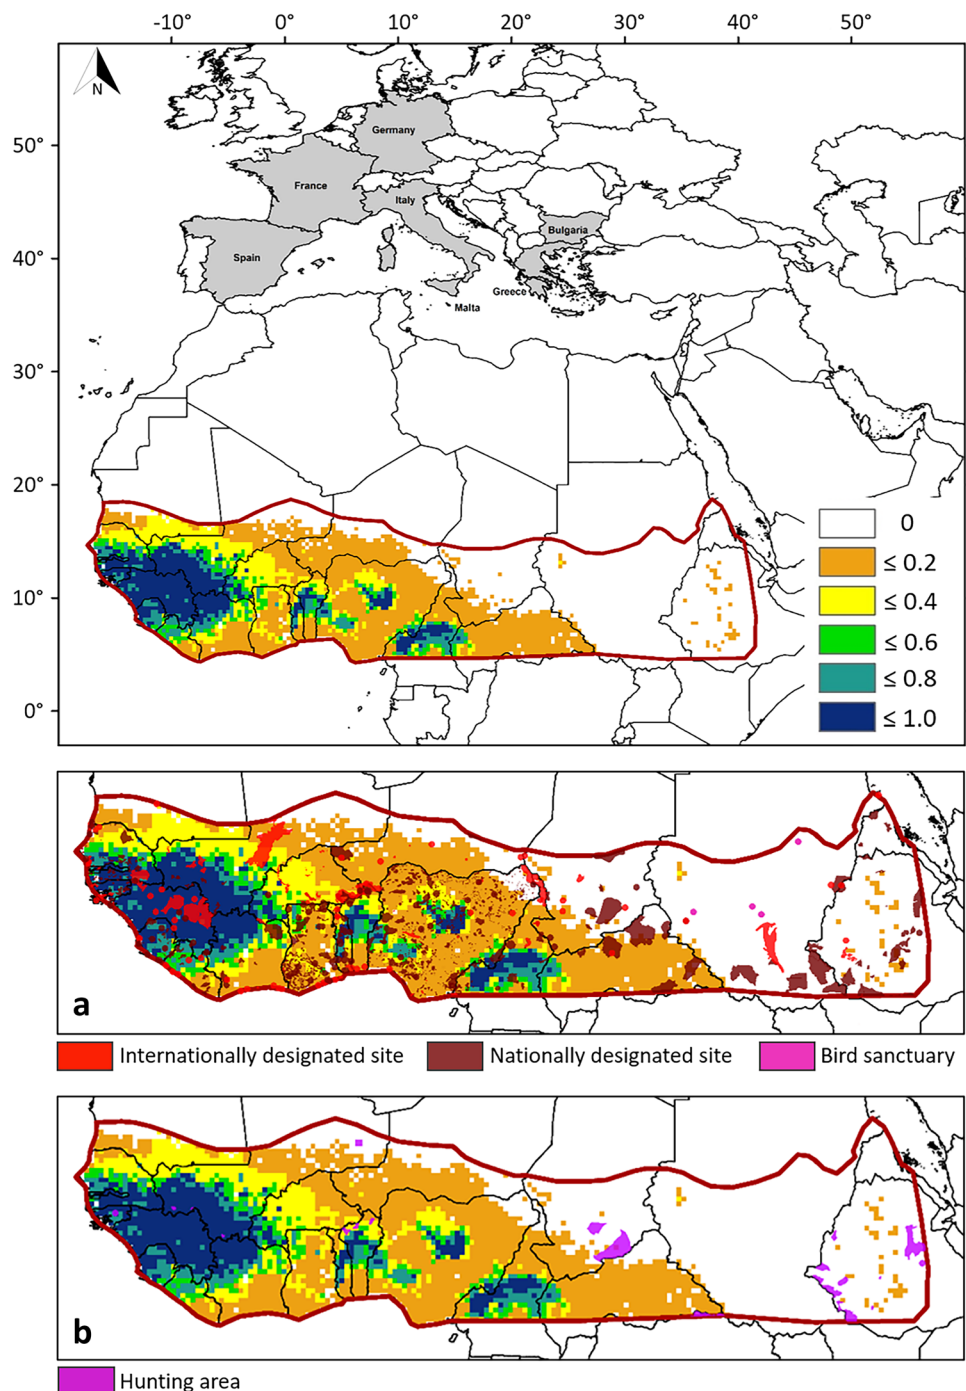 -10° 0° 10° 20° 30° 40° 50°
N
50°
Germany
France
Italy
Bulgaria
40°
Spain
Greece
Malta
30°
20°
0
≤ 0.2
10°
≤ 0.4
≤ 0.6
≤ 0.8
0°
≤ 1.0
a
Internationally designated site Nationally designated site Bird sanctuary
b
Hunting area